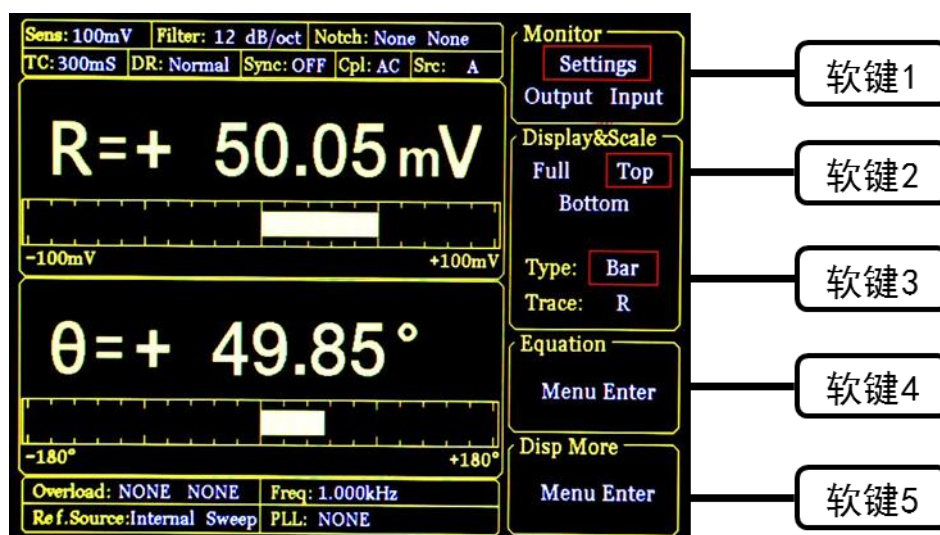 Sens: 100mV Filter: 12 dB/oct Notch: None None
TC: 300mS DR: Normal Sync: OFF Cpl: AC Src: A
R=+ 50.05 mV
-100mV +100mV
θ=+ 49.85°
-180° +180°
Overload: NONE NONE Freq: 1.000kHz
Ref.Source:Internal Sweep PLL: NONE
Monitor
Settings
Output Input
Display&Scale
Full Top
Bottom
Type: Bar
Trace: R
Equation
Menu Enter
Disp More
Menu Enter
软键1
软键2
软键3
软键4
软键5